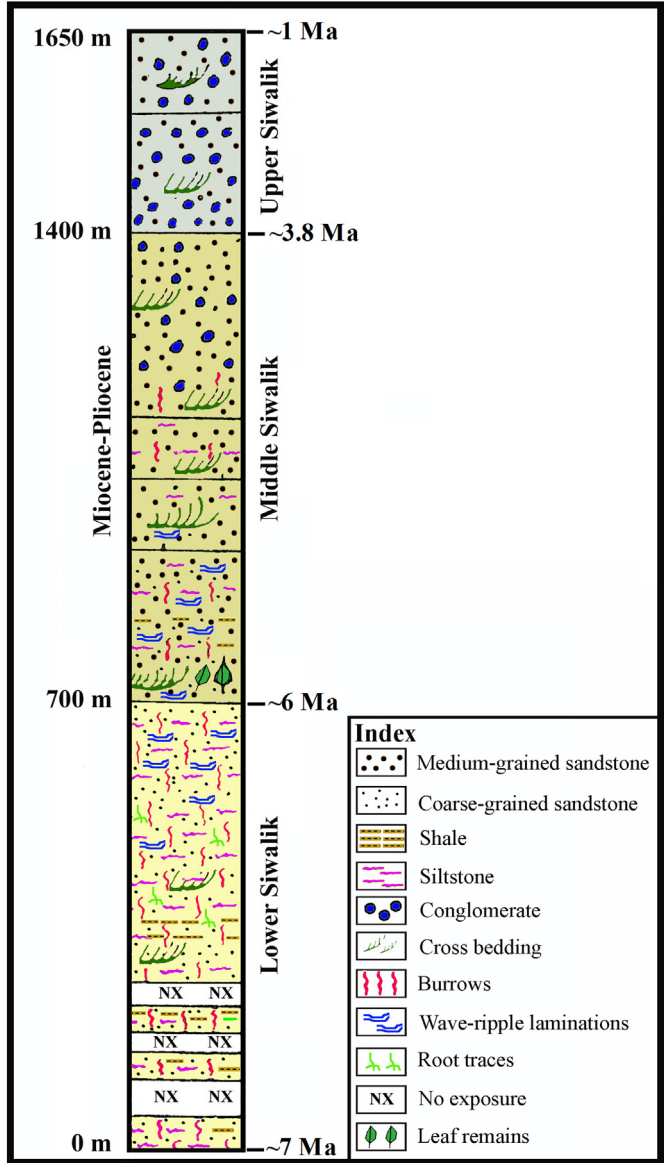 1650 m
~1 Ma
Upper Siwalik
1400 m
~3.8 Ma
Miocene-Pliocene
Middle Siwalik
700 m
~6 Ma
Lower Siwalik
NX NX
NX NX
NX NX
0 m
~7 Ma
Index
Medium-grained sandstone
Coarse-grained sandstone
Shale
Siltstone
Conglomerate
Cross bedding
Burrows
Wave-ripple laminations
Root traces
NX No exposure
Leaf remains